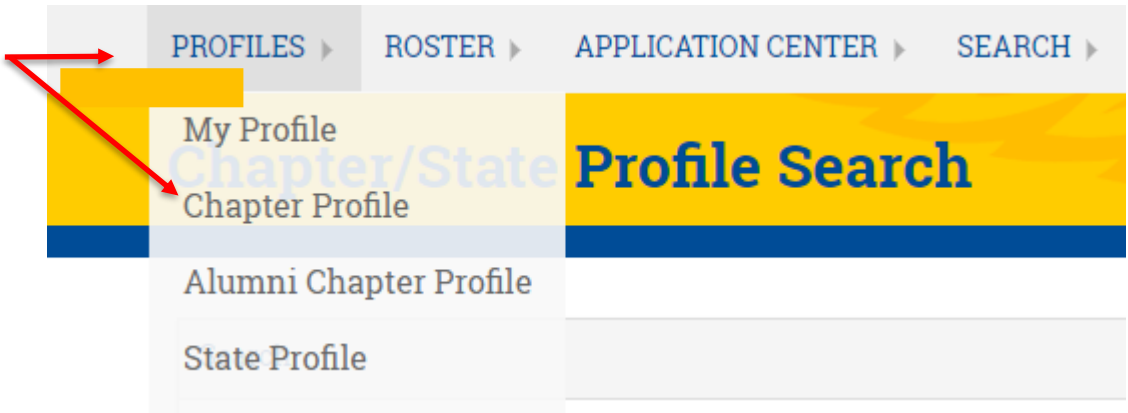 PROFILES ROSTER APPLICATION CENTER SEARCH
My Profile
Chapter/State Profile Search
Chapter Profile
Alumni Chapter Profile
State Profile